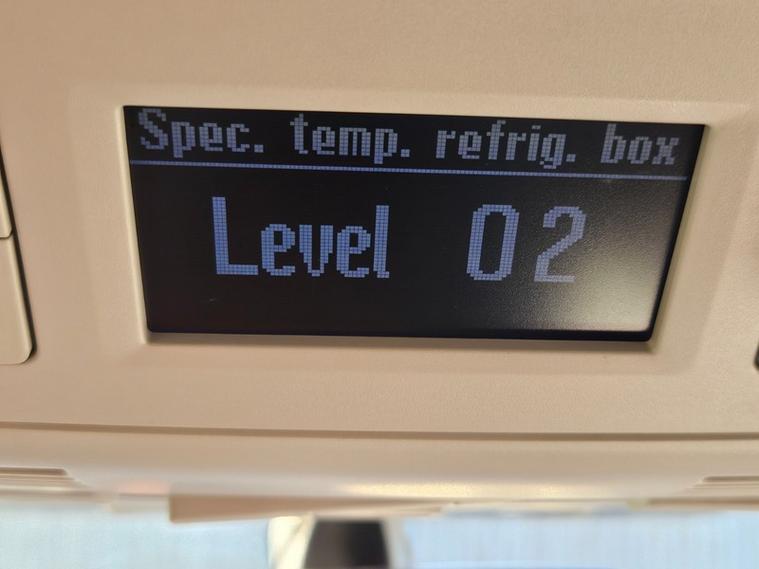 Spec. temp. refrig. box
Level 02